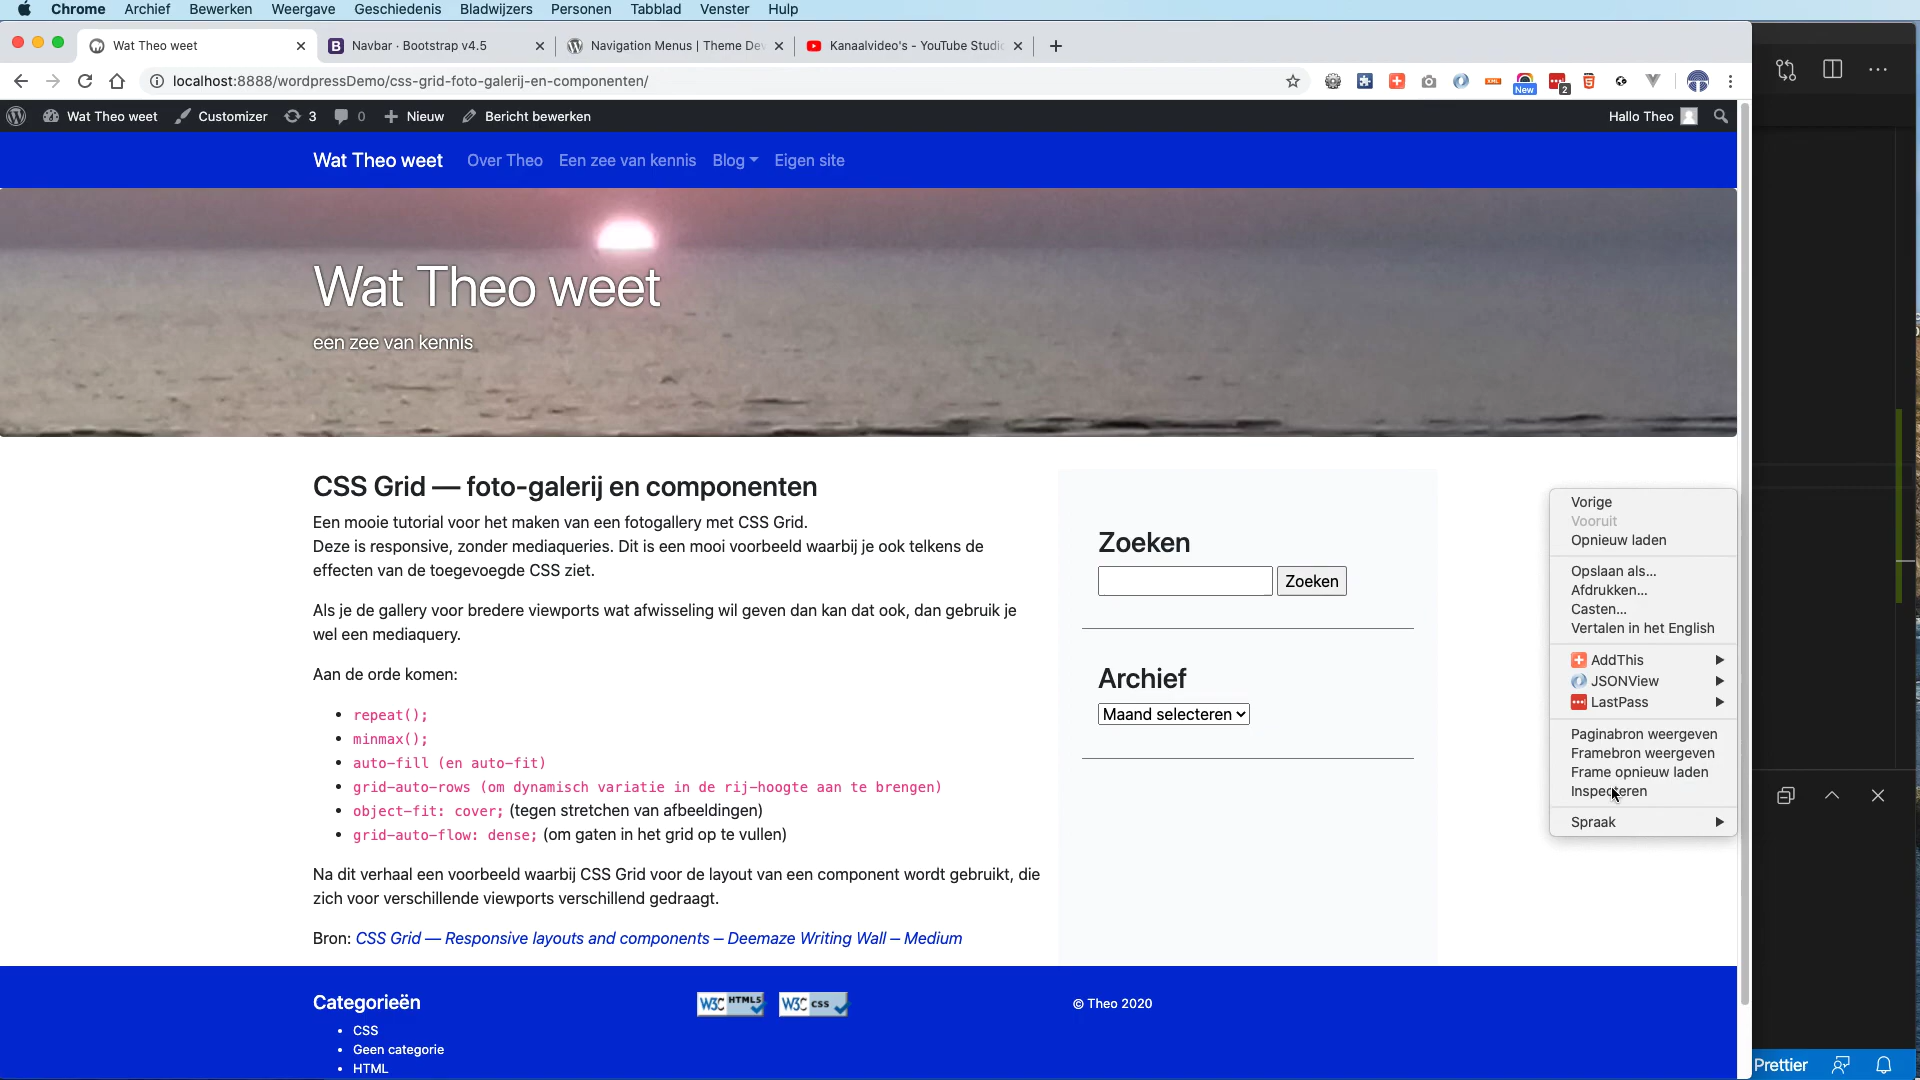 Chrome Archief Bewerken Weergave Geschiedenis Bladwijzers Personen Tabblad Venster Hulp
Wat Theo weet
Navbar · Bootstrap v4.5
Navigation Menus | Theme Dev
Kanaalvideo's - YouTube Studio
localhost:8888/wordpressDemo/css-grid-foto-galerij-en-componenten/
New
2
Wat Theo weet Customizer 3 0 Nieuw Bericht bewerken Hallo Theo
Wat Theo weet Over Theo Een zee van kennis Blog Eigen site
Wat Theo weet
een zee van kennis
CSS Grid — foto-galerij en componenten
Een mooie tutorial voor het maken van een fotogallery met CSS Grid.
Deze is responsive, zonder mediaqueries. Dit is een mooi voorbeeld waarbij je ook telkens de
effecten van de toegevoegde CSS ziet.
Als je de gallery voor bredere viewports wat afwisseling wil geven dan kan dat ook, dan gebruik je
wel een mediaquery.
Aan de orde komen:
repeat();
minmax();
auto-fill (en auto-fit)
grid-auto-rows (om dynamisch variatie in de rij-hoogte aan te brengen)
object-fit: cover; (tegen stretchen van afbeeldingen)
grid-auto-flow: dense; (om gaten in het grid op te vullen)
Na dit verhaal een voorbeeld waarbij CSS Grid voor de layout van een component wordt gebruikt, die
zich voor verschillende viewports verschillend gedraagt.
Bron: CSS Grid — Responsive layouts and components – Deemaze Writing Wall – Medium
Zoeken
Zoeken
Archief
Maand selecteren
Vorige
Vooruit
Opnieuw laden
Opslaan als...
Afdrukken...
Casten...
Vertalen in het English
AddThis
JSONView
LastPass
Paginabron weergeven
Framebron weergeven
Frame opnieuw laden
Inspecteren
Spraak
Categorieën
CSS
Geen categorie
HTML
W3C HTML5
W3C CSS
© Theo 2020
Prettier